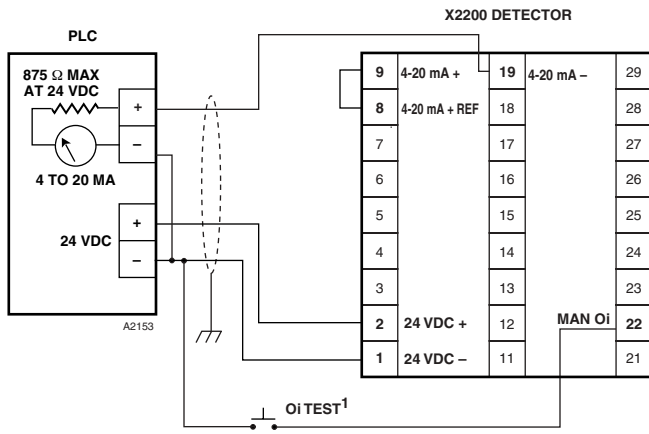 X2200 DETECTOR
PLC
875 Ω MAX
AT 24 VDC
+
−
4 TO 20 MA
24 VDC
+
−
A2153
9 4-20 mA + 19 4-20 mA − 29
8 4-20 mA + REF 18 28
7 17 27
6 16 26
5 15 25
4 14 24
3 13 23
2 24 VDC + 12 MAN Oi 22
1 24 VDC − 11 21
Oi TEST1